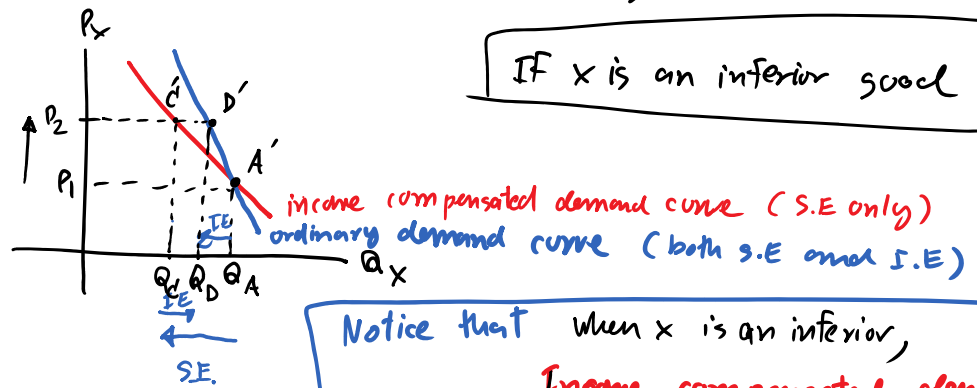 Px
If x is an inferior good
C' D'
P2
A'
P1
income compensated demand curve (S.E only)
IE
ordinary demand curve (both s.E and I.E)
QC QD QA Qx
IE
Notice that when x is an inferior,
S.E.